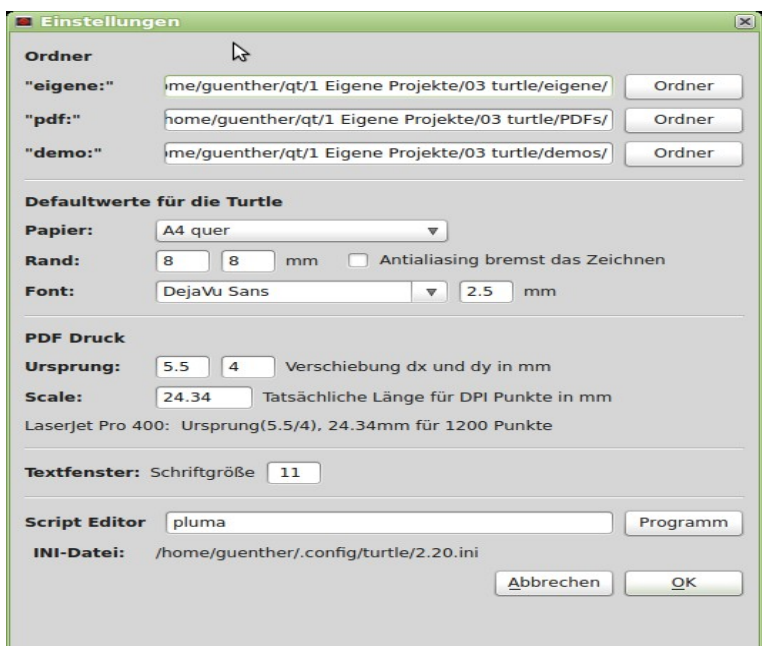 Einstellungen
Ordner
"eigene:" ime/guenther/qt/1 Eigene Projekte/03 turtle/eigene/ Ordner
"pdf:" home/guenther/qt/1 Eigene Projekte/03 turtle/PDFs/ Ordner
"demo:" ime/guenther/qt/1 Eigene Projekte/03 turtle/demos/ Ordner
Defaultwerte für die Turtle
Papier: A4 quer
Rand: 8 8 mm Antialiasing bremst das Zeichnen
Font: DejaVu Sans 2.5 mm
PDF Druck
Ursprung: 5.5 4 Verschiebung dx und dy in mm
Scale: 24.34 Tatsächliche Länge für DPI Punkte in mm
LaserJet Pro 400: Ursprung(5.5/4), 24.34mm für 1200 Punkte
Textfenster: Schriftgröße 11
Script Editor pluma Programm
INI-Datei: /home/guenther/.config/turtle/2.20.ini
Abbrechen OK